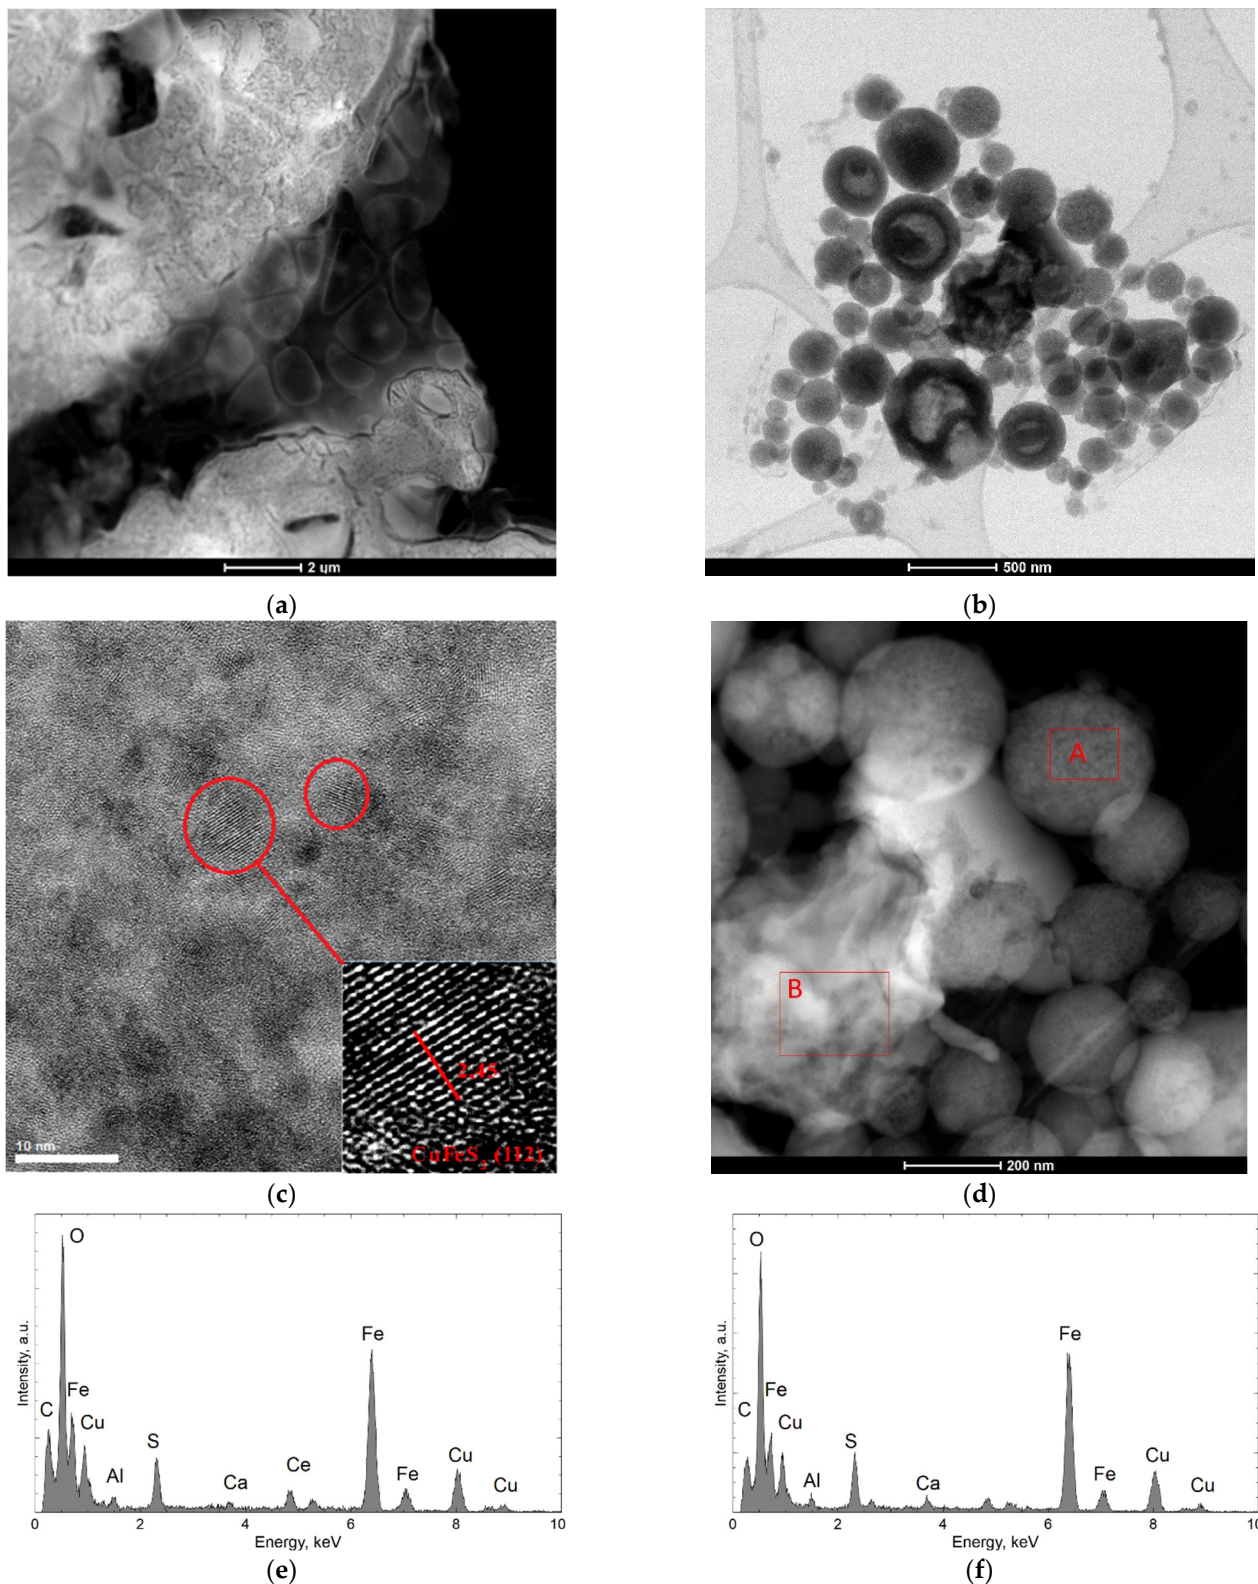 2 µm
500 nm
(a)
(b)
10 nm
2,45
CuFeS₂ (112)
A
B
200 nm
(c)
(d)
Intensity, a.u.
C
O
Fe
Cu
Al
S
Ca
Ce
Fe
Fe
Cu
Cu
0 2 4 6 8 10
Energy, keV
(e)
Intensity, a.u.
C
O
Fe
Cu
Al
S
Ca
Fe
Fe
Cu
Cu
0 2 4 6 8 10
Energy, keV
(f)